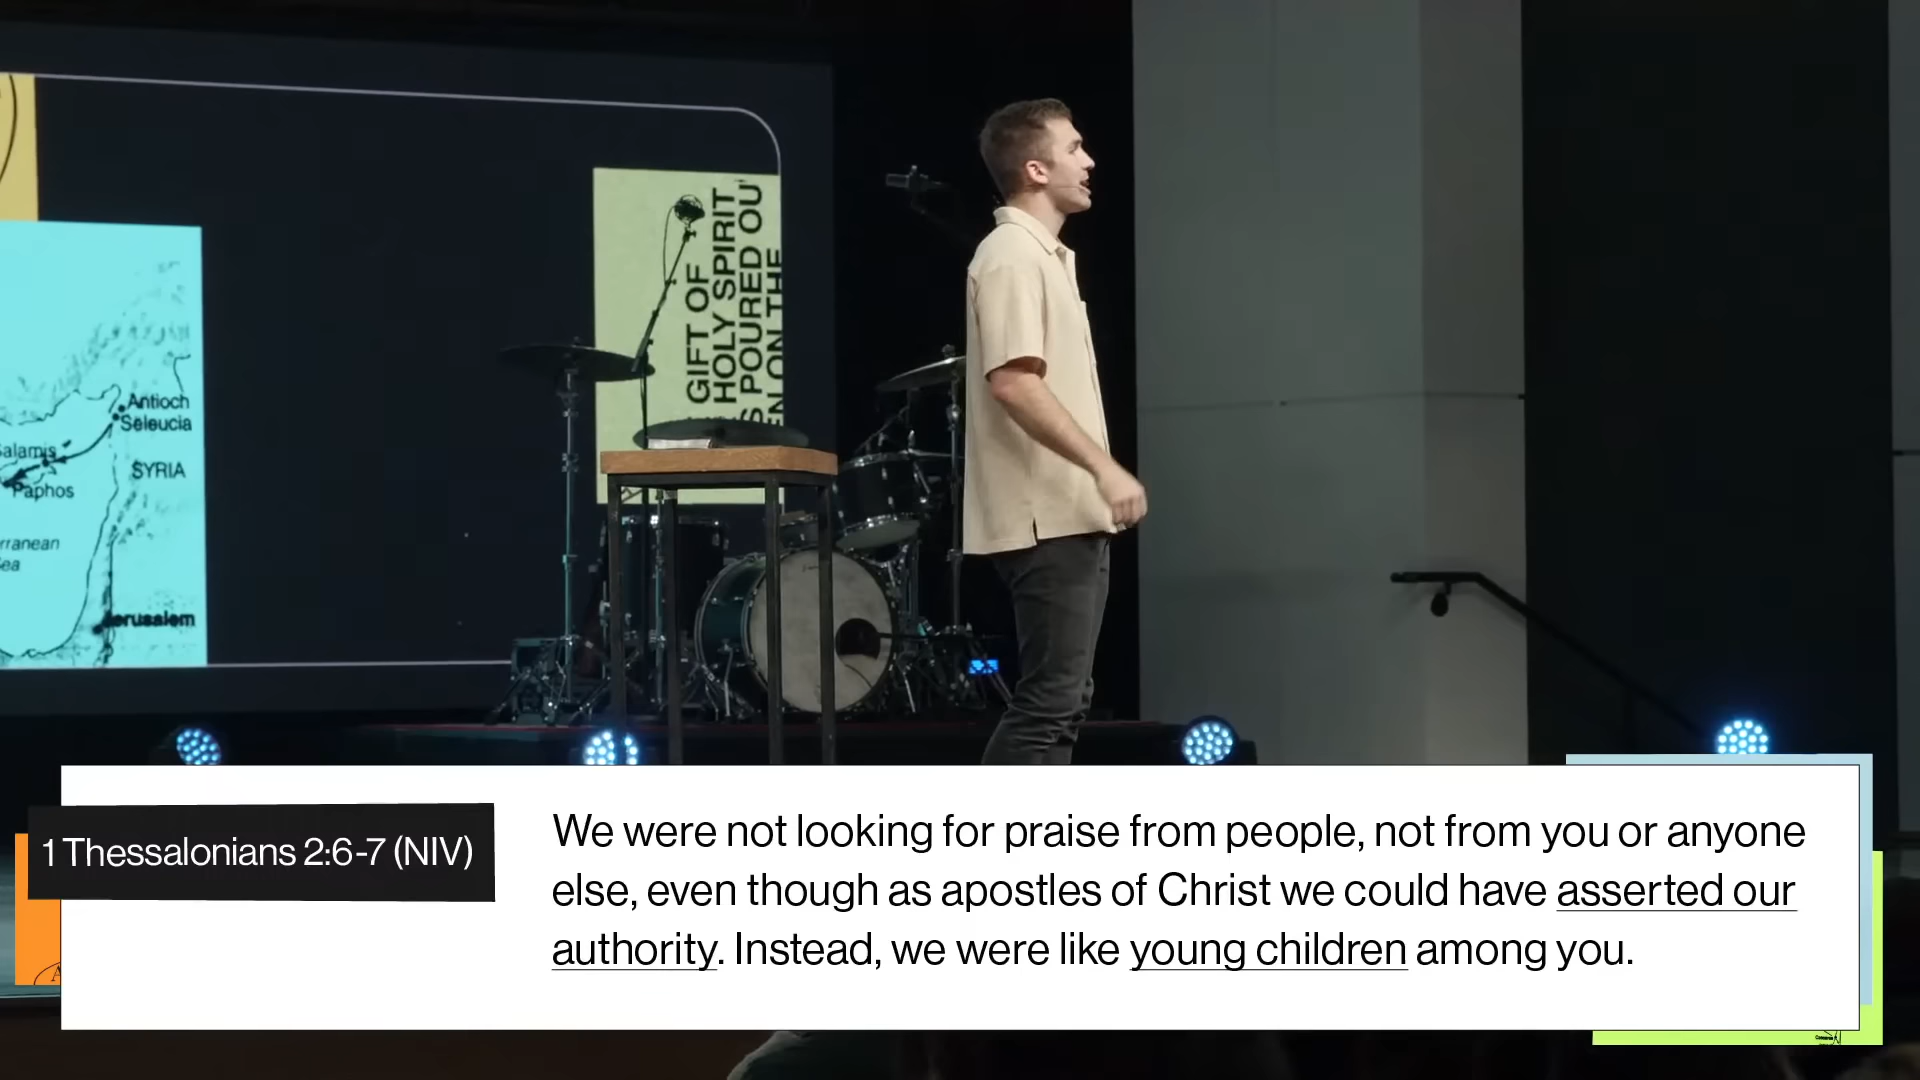 GIFT OF
HOLY SPIRIT
POURED
ON THE
Antioch
Seleucia
SYRIA
Paphos
Jerusalem
1 Thessalonians 2:6-7 (NIV)
We were not looking for praise from people, not from you or anyone
else, even though as apostles of Christ we could have asserted our
authority. Instead, we were like young children among you.